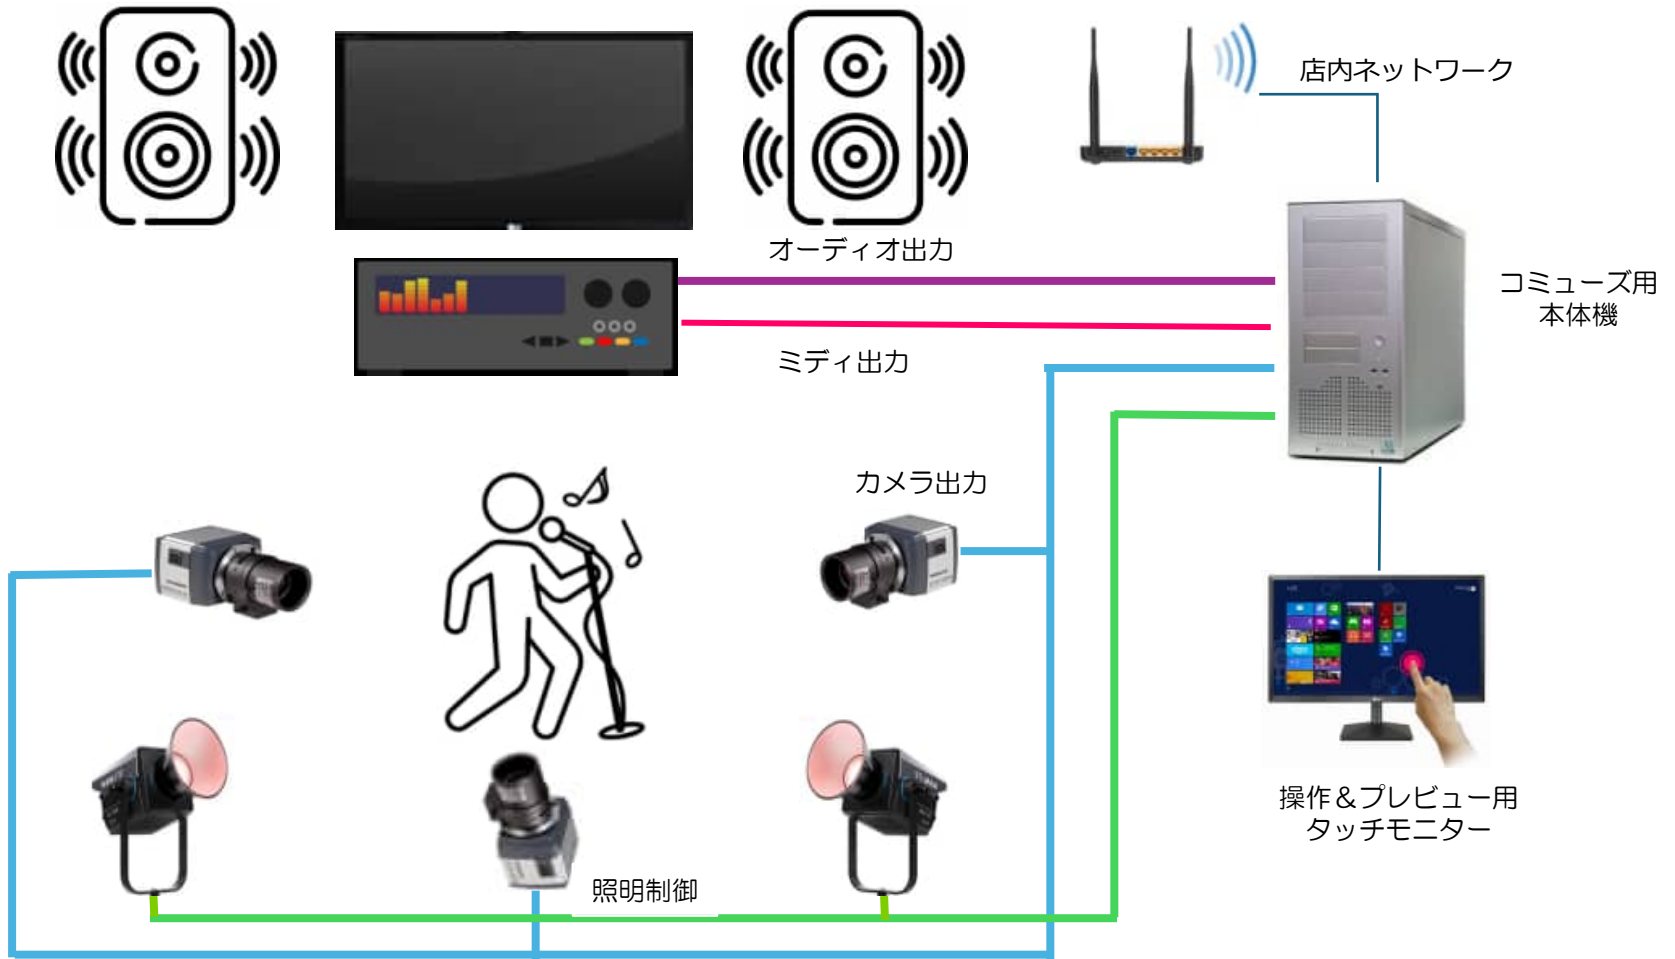 店内ネットワーク
オーディオ出力
コミューズ用
本体機
ミディ出力
カメラ出力
操作＆プレビュー用
タッチモニター
照明制御